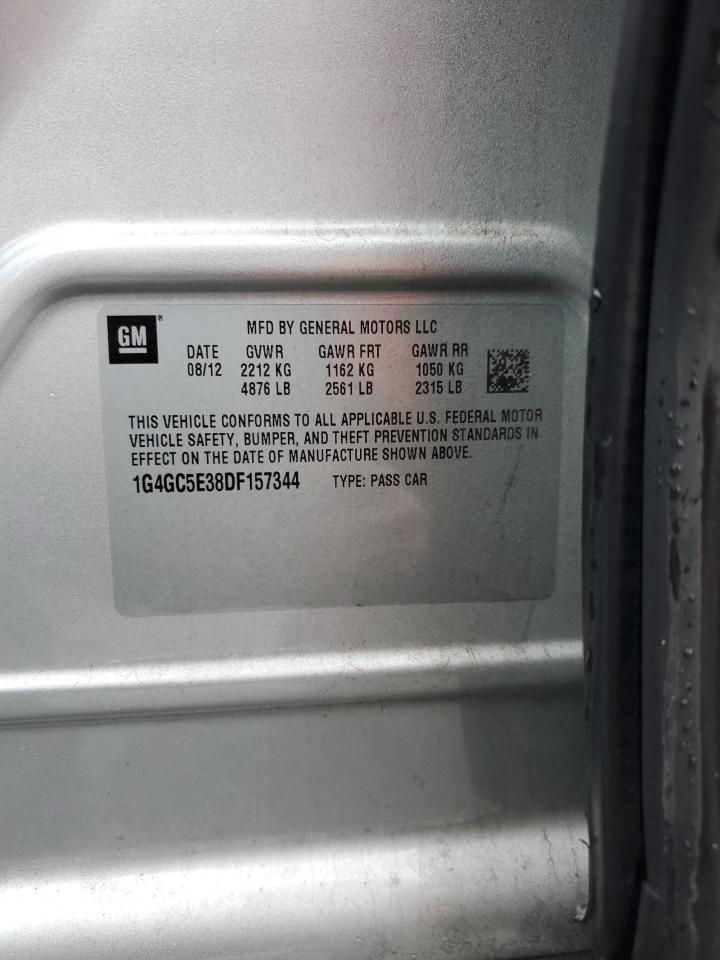 GM® MFD BY GENERAL MOTORS LLC
DATE GVWR GAWR FRT GAWR RR
08/12 2212 KG 1162 KG 1050 KG
4876 LB 2561 LB 2315 LB
THIS VEHICLE CONFORMS TO ALL APPLICABLE U.S. FEDERAL MOTOR
VEHICLE SAFETY, BUMPER, AND THEFT PREVENTION STANDARDS IN
EFFECT ON THE DATE OF MANUFACTURE SHOWN ABOVE.
1G4GC5E38DF157344 TYPE: PASS CAR